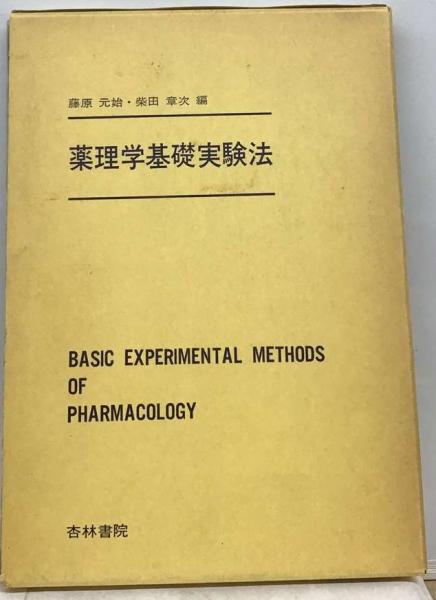 藤原 元始・柴田 章次 編
薬理学基礎実験法
BASIC EXPERIMENTAL METHODS
OF
PHARMACOLOGY
杏林書院